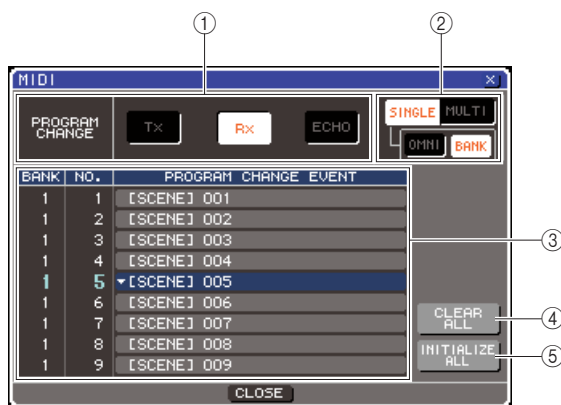 ① ②
MIDI ×
PROGRAM CHANGE Tx Rx ECHO SINGLE MULTI
OMNI BANK
BANK NO. PROGRAM CHANGE EVENT
1 1 [SCENE] 001
1 2 [SCENE] 002
1 3 [SCENE] 003 ③
1 4 [SCENE] 004
1 5 [SCENE] 005
1 6 [SCENE] 006
CLEAR ALL ④
1 7 [SCENE] 007
1 8 [SCENE] 008
INITIALIZE ALL ⑤
1 9 [SCENE] 009
CLOSE